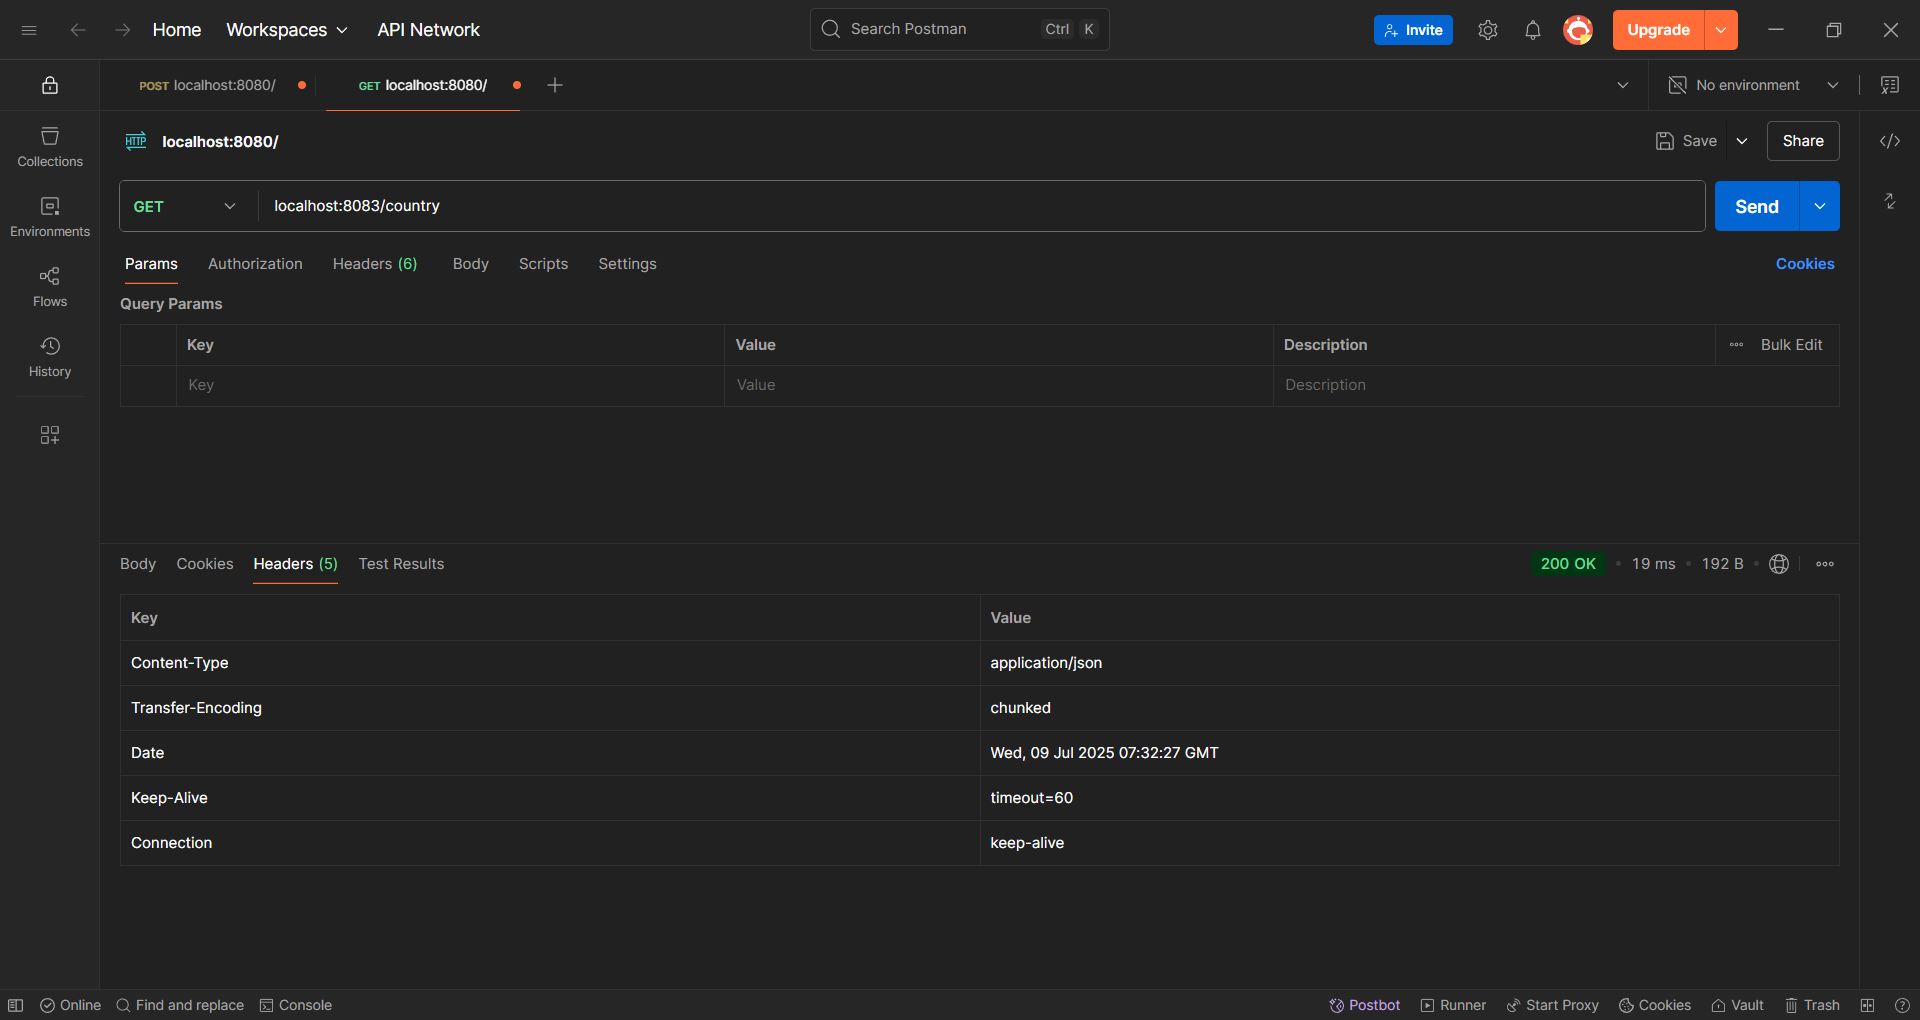 Home Workspaces API Network Search Postman Ctrl K Invite Upgrade
POST localhost:8080/ GET localhost:8080/ No environment
HTTP localhost:8080/ Save Share
GET localhost:8083/country Send
Params Authorization Headers (6) Body Scripts Settings Cookies
Query Params
Key Value Description Bulk Edit
Key Value Description
Collections
Environments
Flows
History
Body Cookies Headers (5) Test Results 200 OK • 19 ms • 192 B •
Key Value
Content-Type application/json
Transfer-Encoding chunked
Date Wed, 09 Jul 2025 07:32:27 GMT
Keep-Alive timeout=60
Connection keep-alive
Online Find and replace Console Postbot Runner Start Proxy Cookies Vault Trash